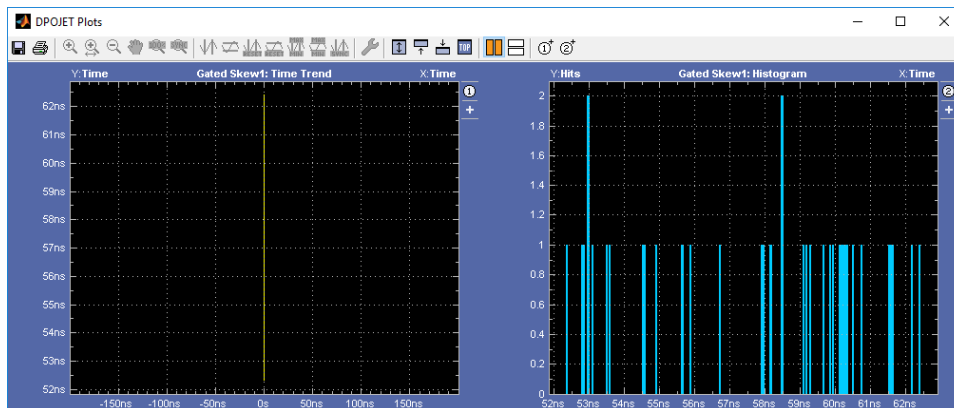 DPOJET Plots
TOP
Y:Time Gated Skew1: Time Trend X:Time
62ns
61ns
60ns
59ns
58ns
57ns
56ns
55ns
54ns
53ns
52ns
-150ns -100ns -50ns 0s 50ns 100ns 150ns
1
+
Y:Hits Gated Skew1: Histogram X:Time
2
1.8
1.6
1.4
1.2
1
0.8
0.6
0.4
0.2
0
52ns 53ns 54ns 55ns 56ns 57ns 58ns 59ns 60ns 61ns 62ns
2
+